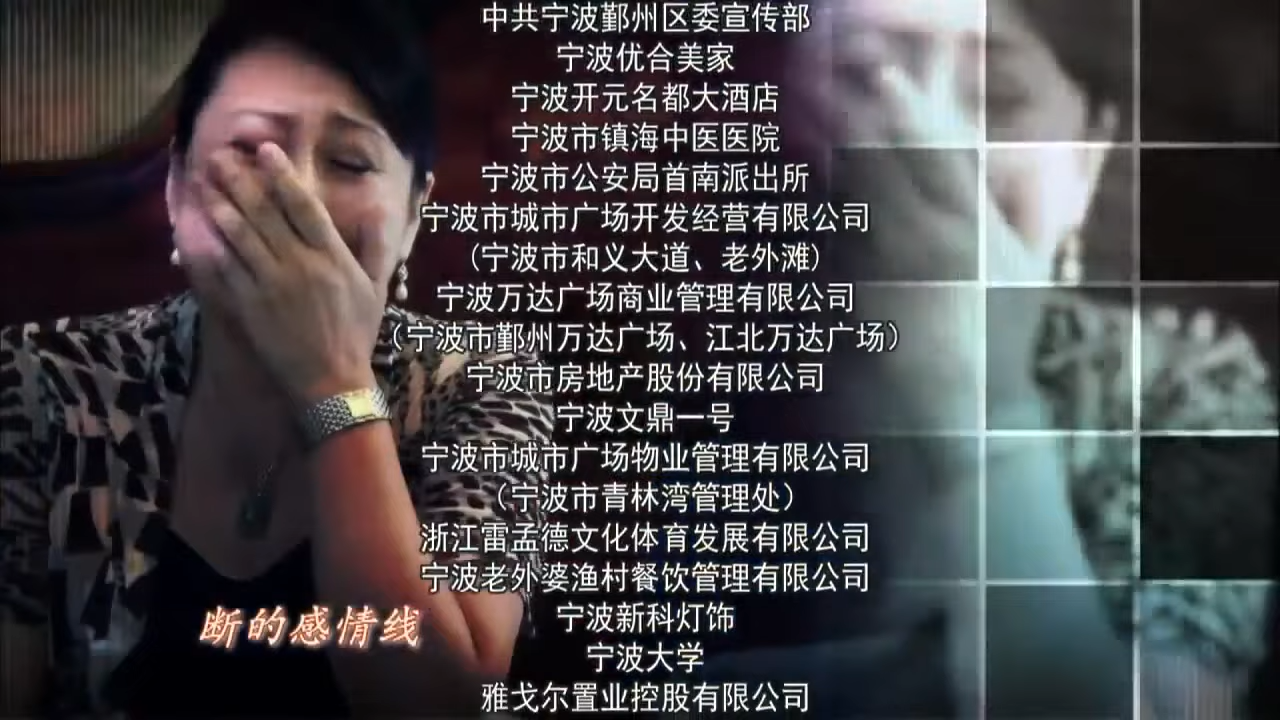 中共宁波鄞州区委宣传部
宁波优合美家
宁波开元名都大酒店
宁波市镇海中医医院
宁波市公安局首南派出所
宁波市城市广场开发经营有限公司
(宁波市和义大道、老外滩)
宁波万达广场商业管理有限公司
（宁波市鄞州万达广场、江北万达广场）
宁波市房地产股份有限公司
宁波文鼎一号
宁波市城市广场物业管理有限公司
（宁波市青林湾管理处）
浙江雷孟德文化体育发展有限公司
宁波老外婆渔村餐饮管理有限公司
宁波新科灯饰
断的感情线
宁波大学
雅戈尔置业控股有限公司